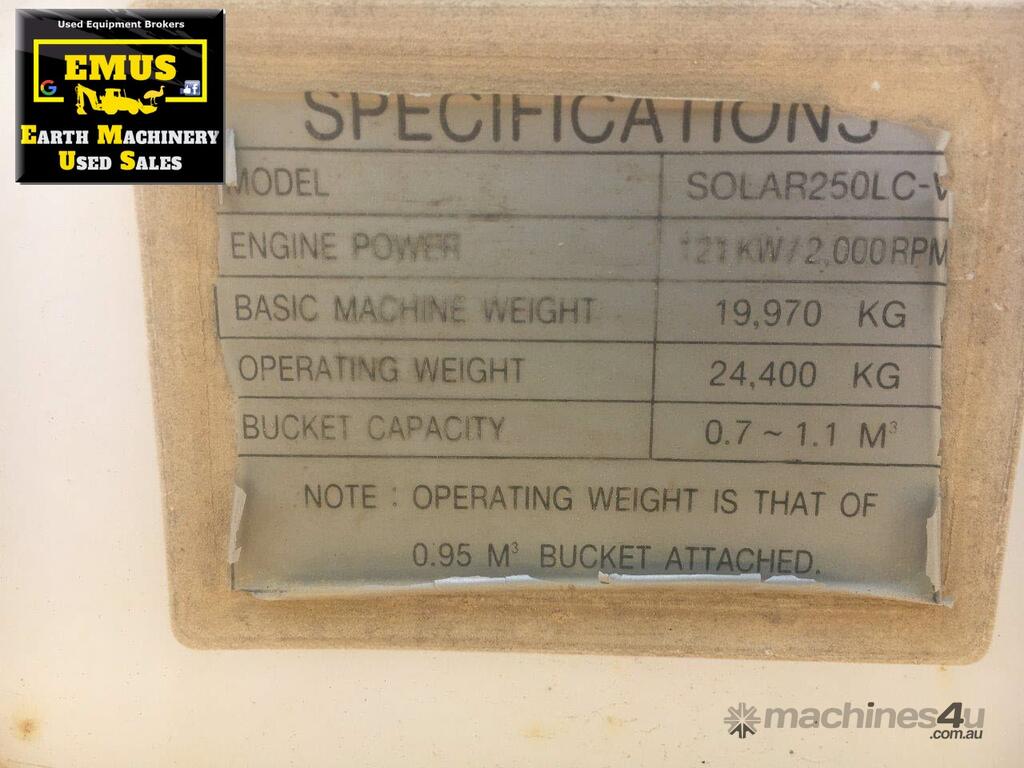 Used Equipment Brokers
EMUS
EARTH MACHINERY
USED SALES
SPECIFICATIONS
MODEL SOLAR250LC-V
ENGINE POWER 121 KW / 2,000 RPM
BASIC MACHINE WEIGHT 19,970 KG
OPERATING WEIGHT 24,400 KG
BUCKET CAPACITY 0.7 ~ 1.1 M³
NOTE : OPERATING WEIGHT IS THAT OF
0.95 M³ BUCKET ATTACHED.
machines4u
.com.au